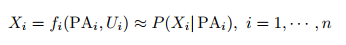 X_i = f_i(PA_i, U_i) ≈ P(X_i| PA_i), i = 1, ⋯ , n